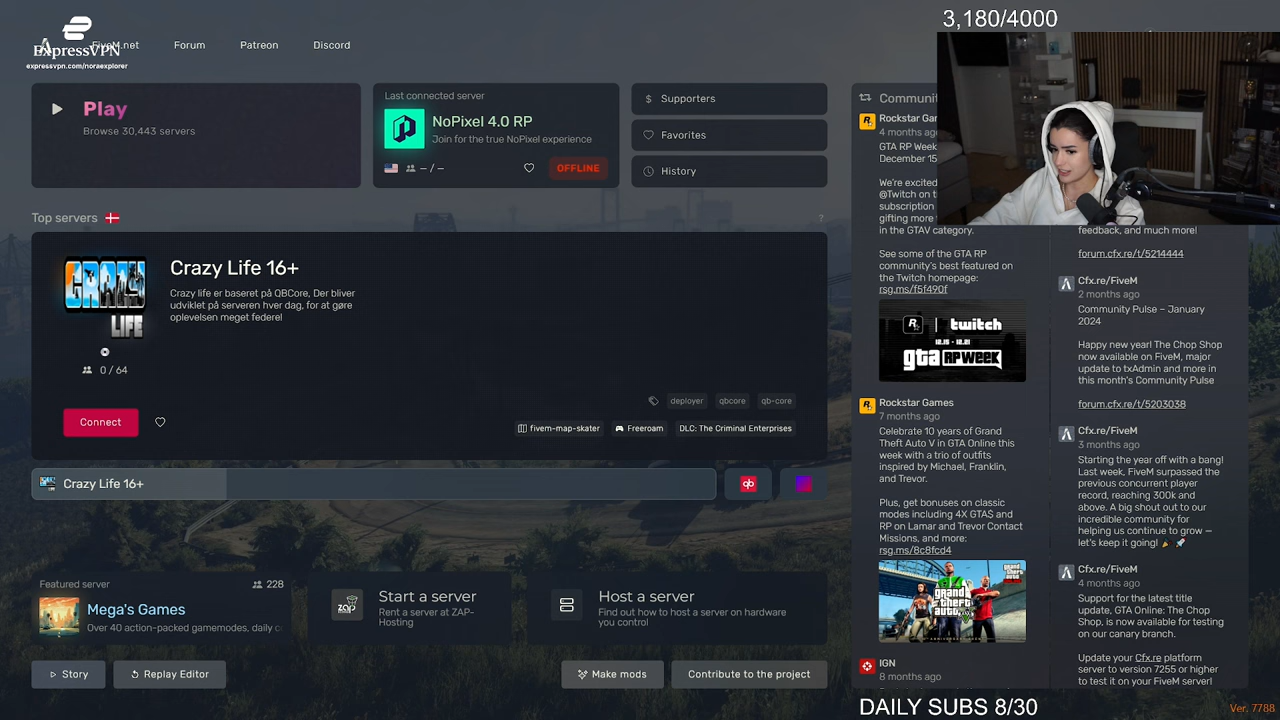 3,180/4000
ExpressVPN
expressvpn.com/noraexplorer
FiveM.net
Forum
Patreon
Discord
Play
Browse 30,443 servers
Last connected server
NoPixel 4.0 RP
Join for the true NoPixel experience
– / –
OFFLINE
$ Supporters
Favorites
History
Top servers
?
CRAZY
LIFE
Crazy Life 16+
Crazy life er baseret på QBCore, Der bliver
udviklet på serveren hver dag, for at gøre
oplevelsen meget federe!
0 / 64
Connect
deployer
qbcore
qb-core
fivem-map-skater
Freeroam
DLC: The Criminal Enterprises
Crazy Life 16+
qb
Featured server
228
Mega's Games
Over 40 action-packed gamemodes, daily c
ZAP
Start a server
Rent a server at ZAP-
Hosting
Host a server
Find out how to host a server on hardware
you control
Story
Replay Editor
Make mods
Contribute to the project
Communit
Rockstar Gar
4 months ago
GTA RP Week
December 15
We're excited
@Twitch on t
subscription
gifting more
in the GTAV category.
See some of the GTA RP
community's best featured on
the Twitch homepage:
rsg.ms/f5f490f
R
twitch
12.15 - 12.21
gta RP WEEK
Rockstar Games
7 months ago
Celebrate 10 years of Grand
Theft Auto V in GTA Online this
week with a trio of outfits
inspired by Michael, Franklin,
and Trevor.
Plus, get bonuses on classic
modes including 4X GTA$ and
RP on Lamar and Trevor Contact
Missions, and more:
rsg.ms/8c8fcd4
grand
theft
auto
IGN
8 months ago
feedback, and much more!
forum.cfx.re/t/5214444
Cfx.re/FiveM
2 months ago
Community Pulse – January
2024
Happy new year! The Chop Shop
now available on FiveM, major
update to txAdmin and more in
this month's Community Pulse
forum.cfx.re/t/5203038
Cfx.re/FiveM
3 months ago
Starting the year off with a bang!
Last week, FiveM surpassed the
previous concurrent player
record, reaching 300k and
above. A big shout out to our
incredible community for
helping us continue to grow —
let's keep it going! 🎉 🚀
Cfx.re/FiveM
4 months ago
Support for the latest title
update, GTA Online: The Chop
Shop, is now available for testing
on our canary branch.
Update your Cfx.re platform
server to version 7255 or higher
to test it on your FiveM server!
DAILY SUBS 8/30
Ver. 7788